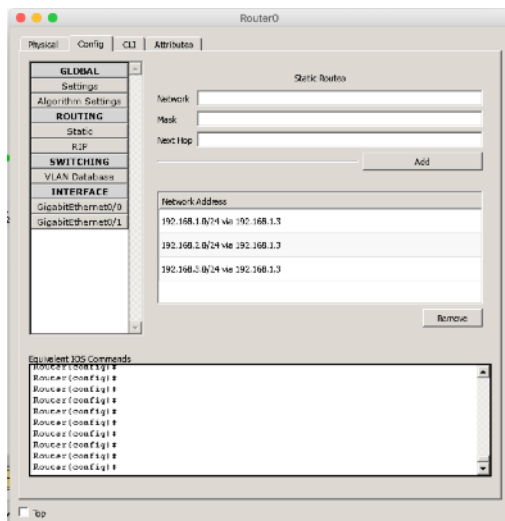 Router0
Physical Config CLI Attributes
GLOBAL
Settings
Algorithm Settings
ROUTING
Static
RIP
SWITCHING
VLAN Database
INTERFACE
GigabitEthernet0/0
GigabitEthernet0/1
Static Routes
Network
Mask
Next Hop
Add
Network Address
192.168.1.0/24 via 192.168.1.3
192.168.2.0/24 via 192.168.1.3
192.168.3.0/24 via 192.168.1.3
Remove
Equivalent IOS Commands
Router(config)#
Router(config)#
Router(config)#
Router(config)#
Router(config)#
Router(config)#
Router(config)#
Router(config)#
Router(config)#
Router(config)#
Top